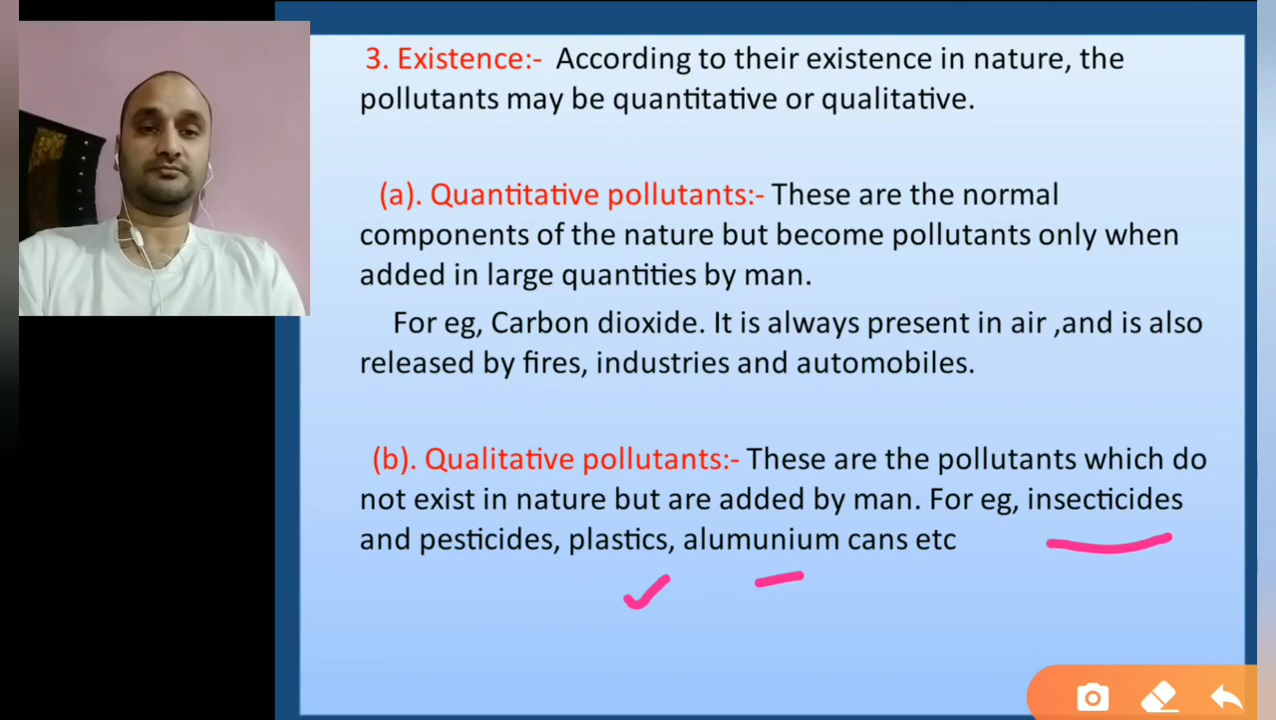 3. Existence:- According to their existence in nature, the
pollutants may be quantitative or qualitative.
(a). Quantitative pollutants:- These are the normal
components of the nature but become pollutants only when
added in large quantities by man.
For eg, Carbon dioxide. It is always present in air ,and is also
released by fires, industries and automobiles.
(b). Qualitative pollutants:- These are the pollutants which do
not exist in nature but are added by man. For eg, insecticides
and pesticides, plastics, alumunium cans etc